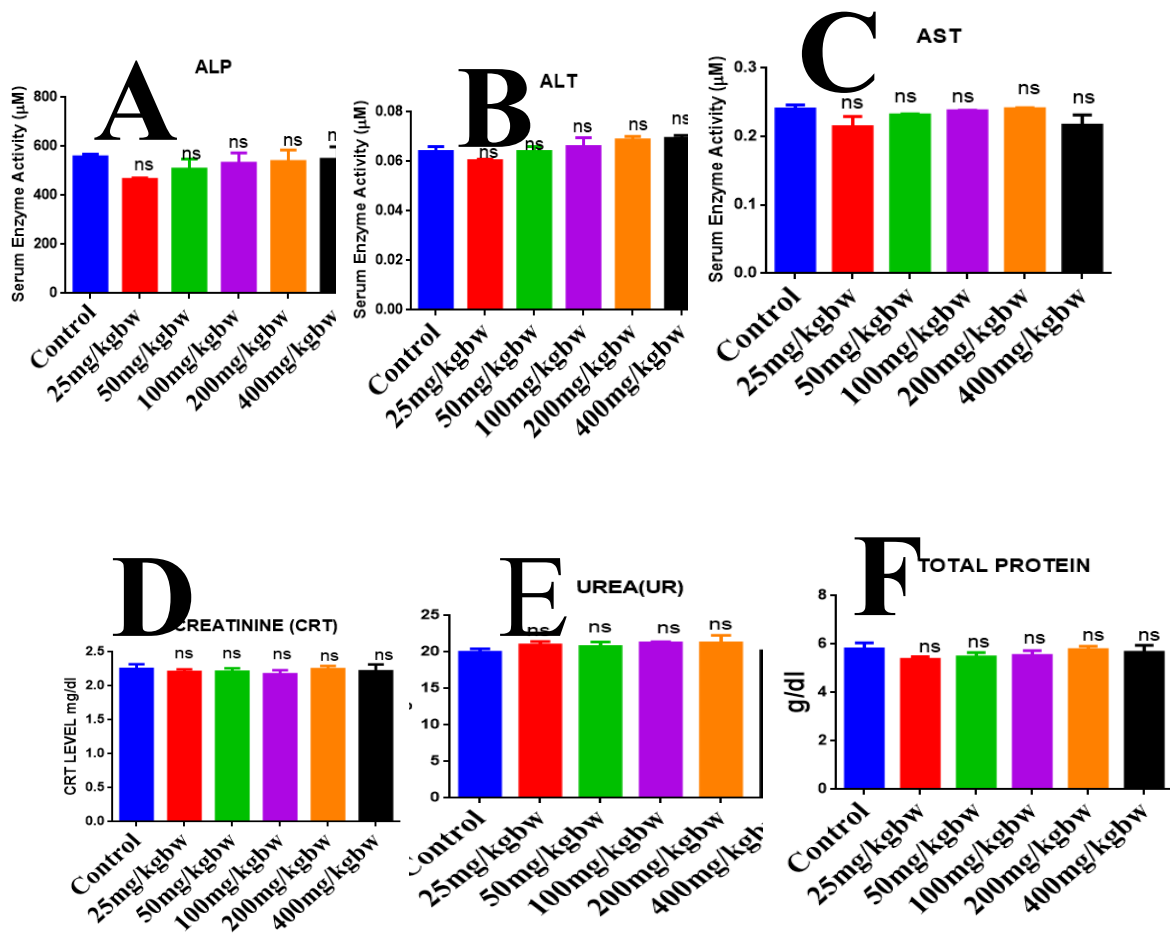 A
ALP
Serum Enzyme Activity (µM)
800
600
400
200
0
ns
ns
ns
ns
Control
25mg/kgbw
50mg/kgbw
100mg/kgbw
200mg/kgbw
400mg/kgbw
B
ALT
Serum Enzyme Activity (µM)
0.08
0.06
0.04
0.02
0.00
ns
ns
ns
ns
ns
Control
25mg/kgbw
50mg/kgbw
100mg/kgbw
200mg/kgbw
400mg/kgbw
C
AST
Serum Enzyme Activity (µM)
0.3
0.2
0.1
0.0
ns
ns
ns
ns
ns
Control
25mg/kgbw
50mg/kgbw
100mg/kgbw
200mg/kgbw
400mg/kgbw
D
CREATININE (CRT)
CRT LEVEL mg/dl
2.5
2.0
1.5
1.0
0.5
0.0
ns
ns
ns
ns
ns
Control
25mg/kgbw
50mg/kgbw
100mg/kgbw
200mg/kgbw
400mg/kgbw
E
UREA(UR)
25
20
15
10
5
0
ns
ns
ns
ns
Control
25mg/kgbw
50mg/kgbw
100mg/kgbw
200mg/kgbw
F
TOTAL PROTEIN
g/dl
8
6
4
2
0
ns
ns
ns
ns
ns
Control
25mg/kgbw
50mg/kgbw
100mg/kgbw
200mg/kgbw
400mg/kgbw